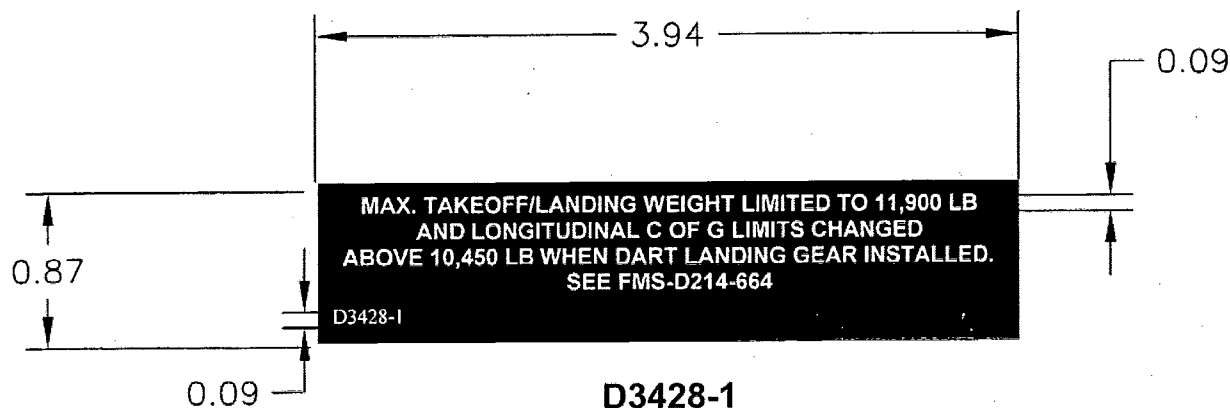 3.94
0.09
MAX. TAKEOFF/LANDING WEIGHT LIMITED TO 11,900 LB
AND LONGITUDINAL C OF G LIMITS CHANGED
ABOVE 10,450 LB WHEN DART LANDING GEAR INSTALLED.
SEE FMS-D214-664
0.87
D3428-1
0.09
D3428-1